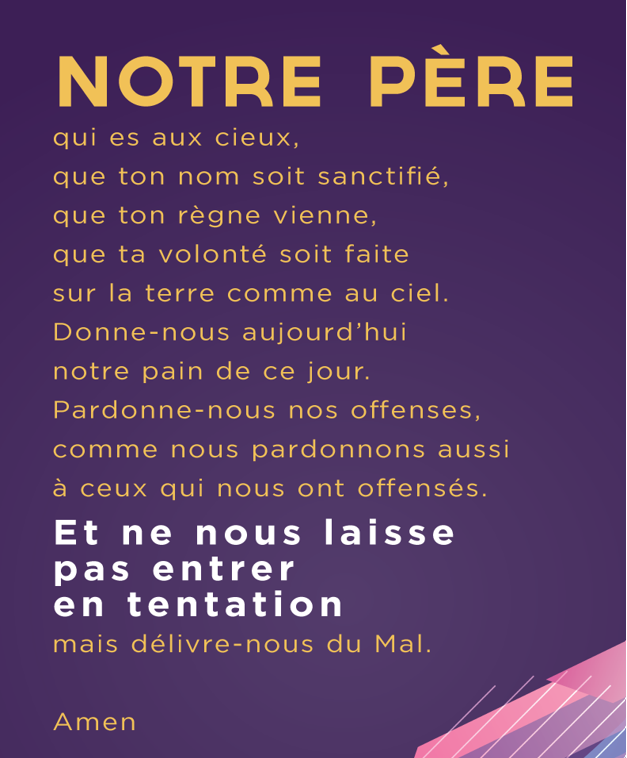 NOTRE PÈRE
qui es aux cieux,
que ton nom soit sanctifié,
que ton règne vienne,
que ta volonté soit faite
sur la terre comme au ciel.
Donne-nous aujourd’hui
notre pain de ce jour.
Pardonne-nous nos offenses,
comme nous pardonnons aussi
à ceux qui nous ont offensés.
Et ne nous laisse
pas entrer
en tentation
mais délivre-nous du Mal.
Amen